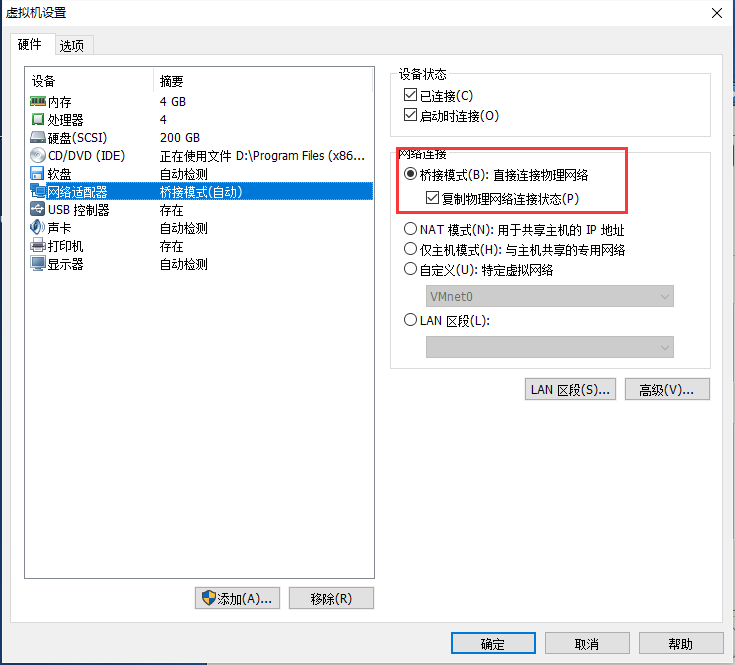 虚拟机设置
硬件 选项
设备 摘要
内存 4 GB
处理器 4
硬盘(SCSI) 200 GB
CD/DVD (IDE) 正在使用文件 D:\Program Files (x86...
软盘 自动检测
网络适配器 桥接模式(自动)
USB 控制器 存在
声卡 自动检测
打印机 存在
显示器 自动检测
添加(A)... 移除(R)
设备状态
已连接(C)
启动时连接(O)
网络连接
桥接模式(B): 直接连接物理网络
复制物理网络连接状态(P)
NAT 模式(N): 用于共享主机的 IP 地址
仅主机模式(H): 与主机共享的专用网络
自定义(U): 特定虚拟网络
VMnet0
LAN 区段(L):
LAN 区段(S)... 高级(V)...
确定 取消 帮助